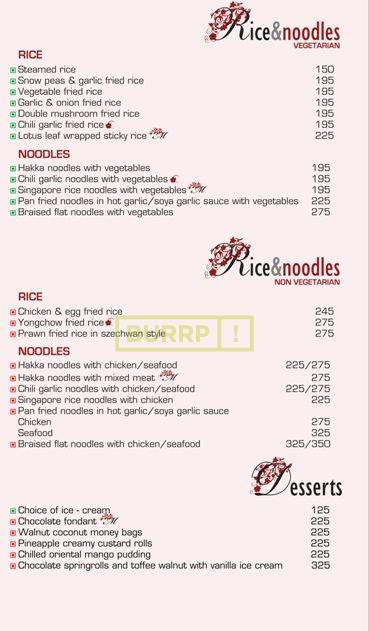 Rice&noodles
VEGETARIAN
RICE
Steamed rice 150
Snow peas & garlic fried rice 195
Vegetable fried rice 195
Garlic & onion fried rice 195
Double mushroom fried rice 195
Chili garlic fried rice 195
Lotus leaf wrapped sticky rice 225
NOODLES
Hakka noodles with vegetables 195
Chili garlic noodles with vegetables 195
Singapore rice noodles with vegetables 195
Pan fried noodles in hot garlic/soya garlic sauce with vegetables 225
Braised flat noodles with vegetables 275
Rice&noodles
NON VEGETARIAN
RICE
Chicken & egg fried rice 245
Yongchow fried rice 275
Prawn fried rice in szechwan style 275
BURRP !
NOODLES
Hakka noodles with chicken/seafood 225/275
Hakka noodles with mixed meat 275
Chili garlic noodles with chicken/seafood 225/275
Singapore rice noodles with chicken 225
Pan fried noodles in hot garlic/soya garlic sauce
Chicken 275
Seafood 325
Braised flat noodles with chicken/seafood 325/350
Desserts
Choice of ice - cream 125
Chocolate fondant 225
Walnut coconut money bags 225
Pineapple creamy custard rolls 225
Chilled oriental mango pudding 225
Chocolate springrolls and toffee walnut with vanilla ice cream 325